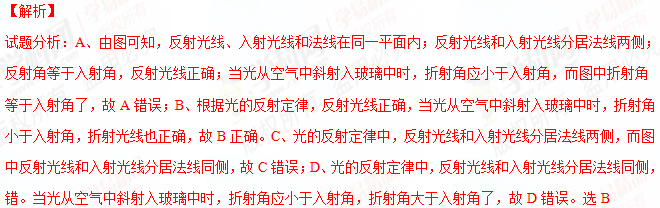 【解析】
试题分析：A、由图可知，反射光线、入射光线和法线在同一平面内；反射光线和入射光线分居法线两侧；
反射角等于入射角，反射光线正确；当光从空气中斜射入玻璃中时，折射角应小于入射角，而图中折射角
等于入射角了，故 A 错误；B、根据光的反射定律，反射光线正确，当光从空气中斜射入玻璃中时，折射角
小于入射角，折射光线也正确，故 B 正确。C、光的反射定律中，反射光线和入射光线分居法线两侧，而图
中反射光线和入射光线分居法线同侧，故 C 错误；D、光的反射定律中，反射光线和入射光线分居法线同侧，
错。当光从空气中斜射入玻璃中时，折射角应小于入射角，折射角大于入射角了，故 D 错误。选 B